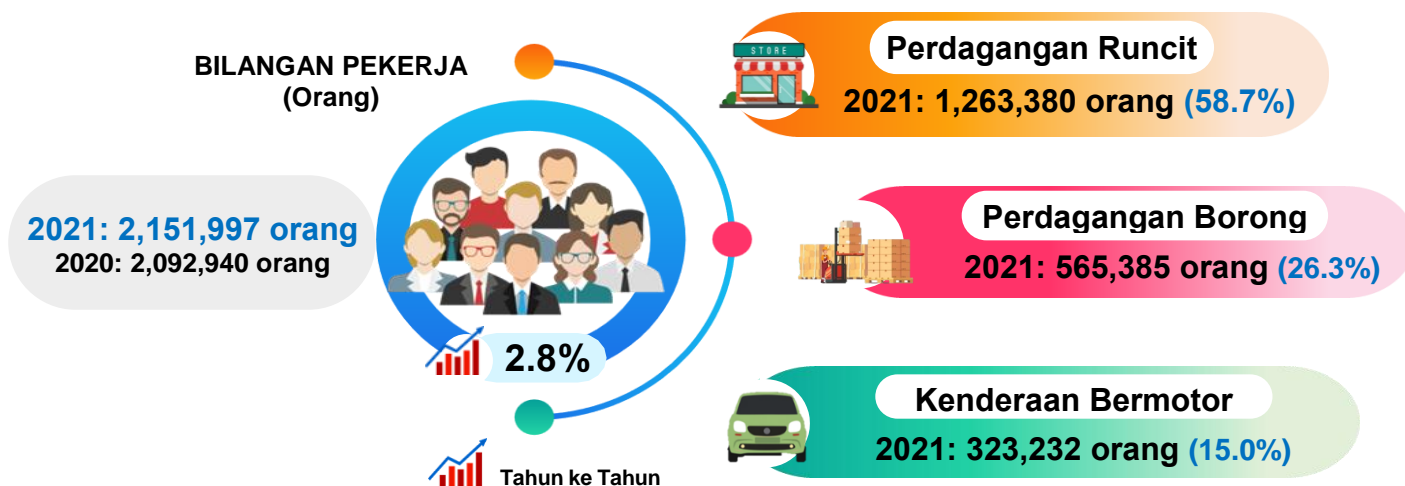 BILANGAN PEKERJA
(Orang)
2021: 2,151,997 orang
2020: 2,092,940 orang
2.8%
Tahun ke Tahun
STORE
Perdagangan Runcit
2021: 1,263,380 orang (58.7%)
Perdagangan Borong
2021: 565,385 orang (26.3%)
Kenderaan Bermotor
2021: 323,232 orang (15.0%)